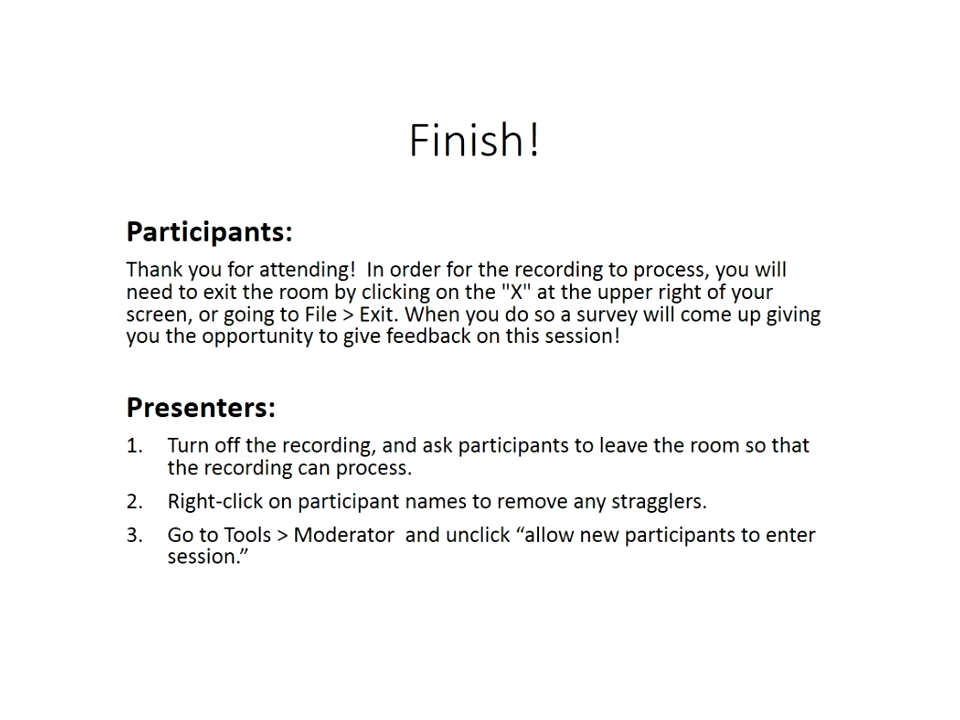 Finish!
Participants:
Thank you for attending!  In order for the recording to process, you will
need to exit the room by clicking on the "X" at the upper right of your
screen, or going to File > Exit. When you do so a survey will come up giving
you the opportunity to give feedback on this session!
Presenters:
1. Turn off the recording, and ask participants to leave the room so that
the recording can process.
2. Right-click on participant names to remove any stragglers.
3. Go to Tools > Moderator  and unclick “allow new participants to enter
session.”